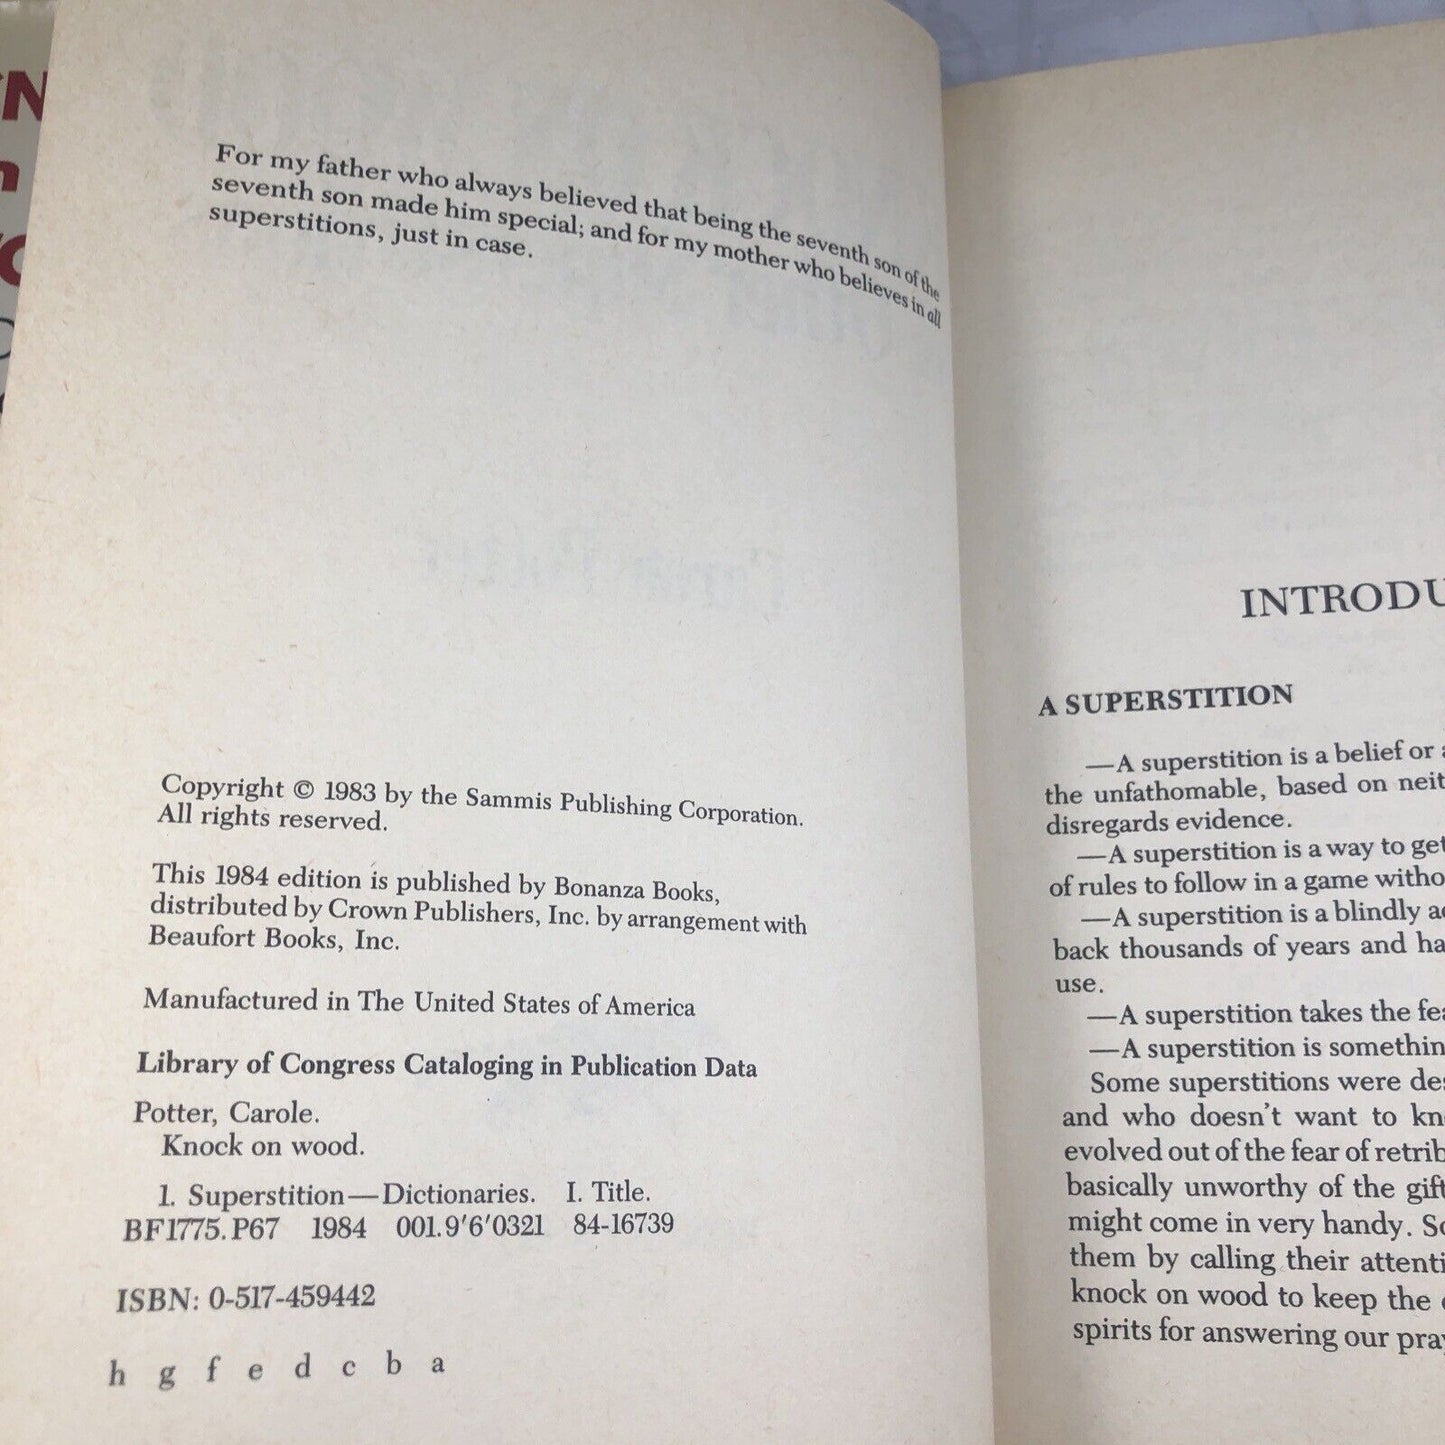 For my father who always believed that being the seventh son of the
seventh son made him special; and for my mother who believes in all
superstitions, just in case.
Copyright © 1983 by the Sammis Publishing Corporation.
All rights reserved.
This 1984 edition is published by Bonanza Books,
distributed by Crown Publishers, Inc. by arrangement with
Beaufort Books, Inc.
Manufactured in The United States of America
Library of Congress Cataloging in Publication Data
Potter, Carole.
Knock on wood.
1. Superstition—Dictionaries. I. Title.
BF1775.P67 1984 001.9'6'0321 84-16739
ISBN: 0-517-459442
h g f e d c b a
INTRODU
A SUPERSTITION
—A superstition is a belief or
the unfathomable, based on neit
disregards evidence.
—A superstition is a way to get
of rules to follow in a game witho
—A superstition is a blindly
back thousands of years and ha
use.
—A superstition takes the fea
—A superstition is somethin
Some superstitions were des
and who doesn't want to kn
evolved out of the fear of retrib
basically unworthy of the gift
might come in very handy. So
them by calling their attenti
knock on wood to keep the
spirits for answering our pray